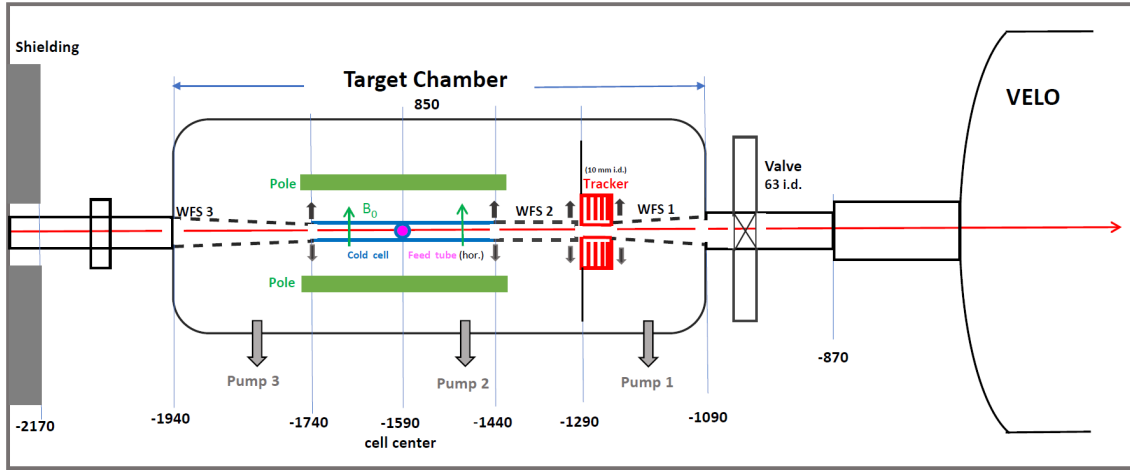 Shielding
Target Chamber
850
VELO
Valve
63 i.d.
(10 mm i.d.)
Tracker
Pole
WFS 3
B0
WFS 2
WFS 1
Cold cell
Feed tube (hor.)
Pole
Pump 3
Pump 2
Pump 1
-870
-2170
-1940
-1740
-1590
-1440
-1290
-1090
cell center